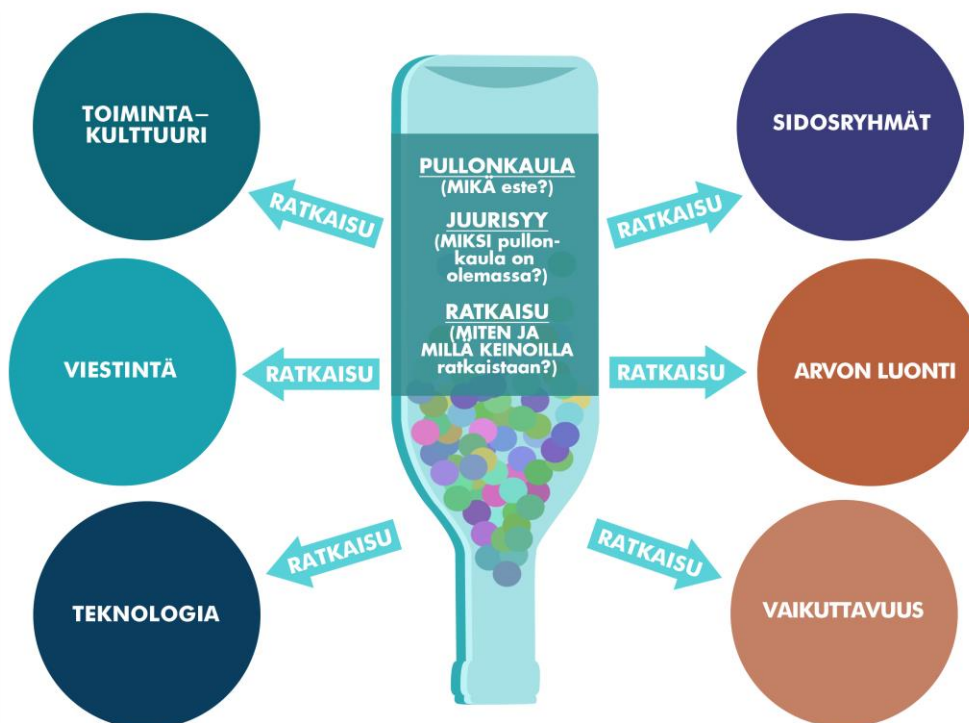 TOIMINTA–
KULTTUURI
RATKAISU
VIESTINTÄ
RATKAISU
TEKNOLOGIA
RATKAISU
PULLONKAULA
(MIKÄ este?)
JUURISYY
(MIKSI pullon-
kaula on
olemassa?)
RATKAISU
(MITEN JA
MILLÄ KEINOILLA
ratkaistaan?)
SIDOSRYHMÄT
RATKAISU
ARVON LUONTI
RATKAISU
VAIKUTTAVUUS
RATKAISU